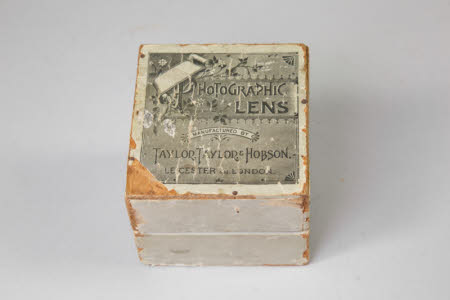 PHOTOGRAPHIC
LENS
MANUFACTURED BY
TAYLOR, TAYLOR & HOBSON.
LEICESTER LONDON.